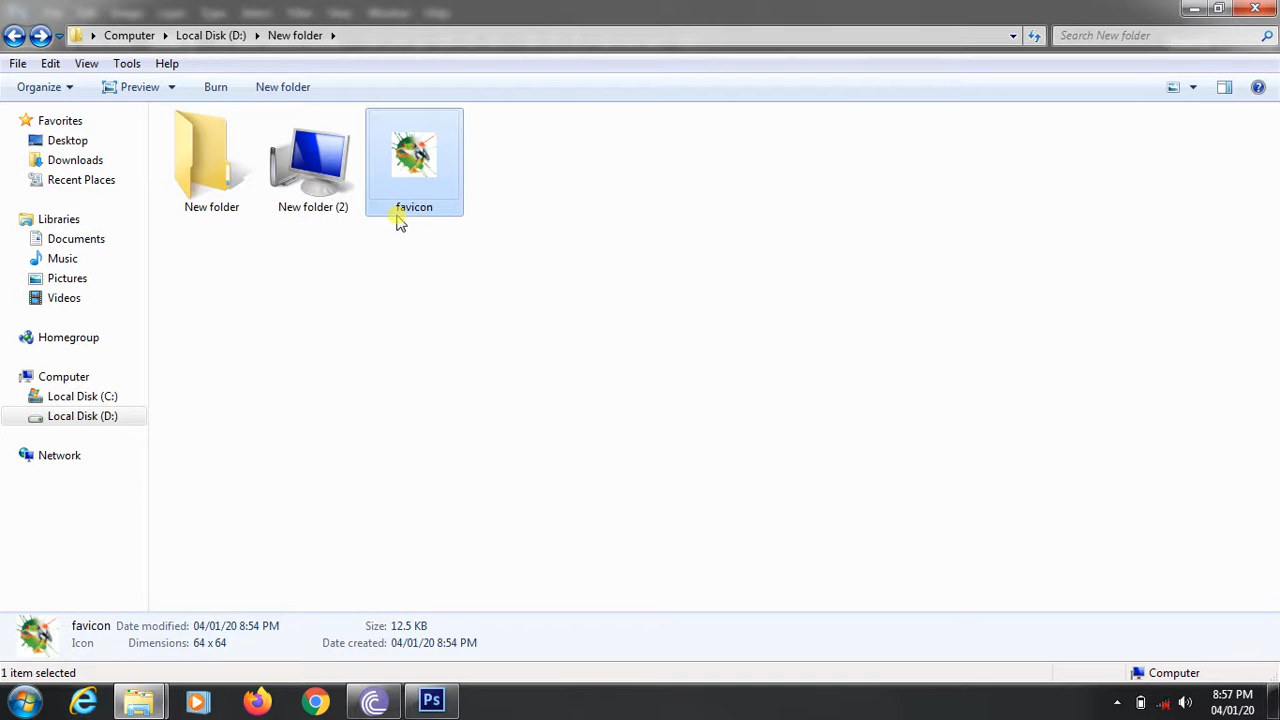 Computer Local Disk (D:) New folder Search New folder
File Edit View Tools Help
Organize Preview Burn New folder
Favorites
Desktop
Downloads
Recent Places
Libraries
Documents
Music
Pictures
Videos
Homegroup
Computer
Local Disk (C:)
Local Disk (D:)
Network
New folder New folder (2) favicon
favicon Date modified: 04/01/20 8:54 PM Size: 12.5 KB
Icon Dimensions: 64 x 64 Date created: 04/01/20 8:54 PM
1 item selected Computer
Ps
8:57 PM
04/01/20